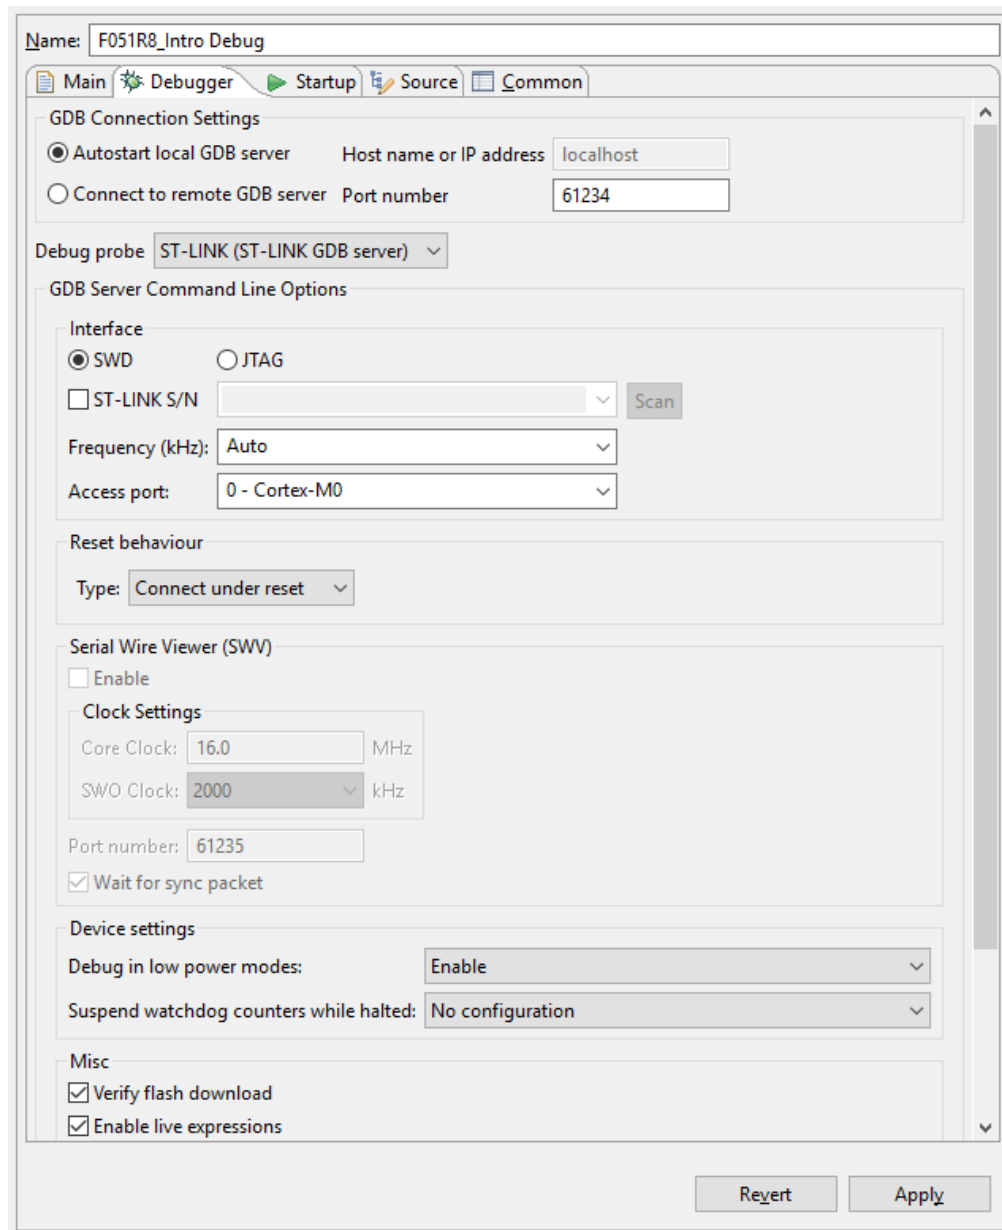 Name: F051R8_Intro Debug
Main Debugger Startup Source Common
GDB Connection Settings
Autostart local GDB server Host name or IP address localhost
Connect to remote GDB server Port number 61234
Debug probe ST-LINK (ST-LINK GDB server)
GDB Server Command Line Options
Interface
SWD JTAG
ST-LINK S/N Scan
Frequency (kHz): Auto
Access port: 0 - Cortex-M0
Reset behaviour
Type: Connect under reset
Serial Wire Viewer (SWV)
Enable
Clock Settings
Core Clock: 16.0 MHz
SWO Clock: 2000 kHz
Port number: 61235
Wait for sync packet
Device settings
Debug in low power modes: Enable
Suspend watchdog counters while halted: No configuration
Misc
Verify flash download
Enable live expressions
Revert Apply